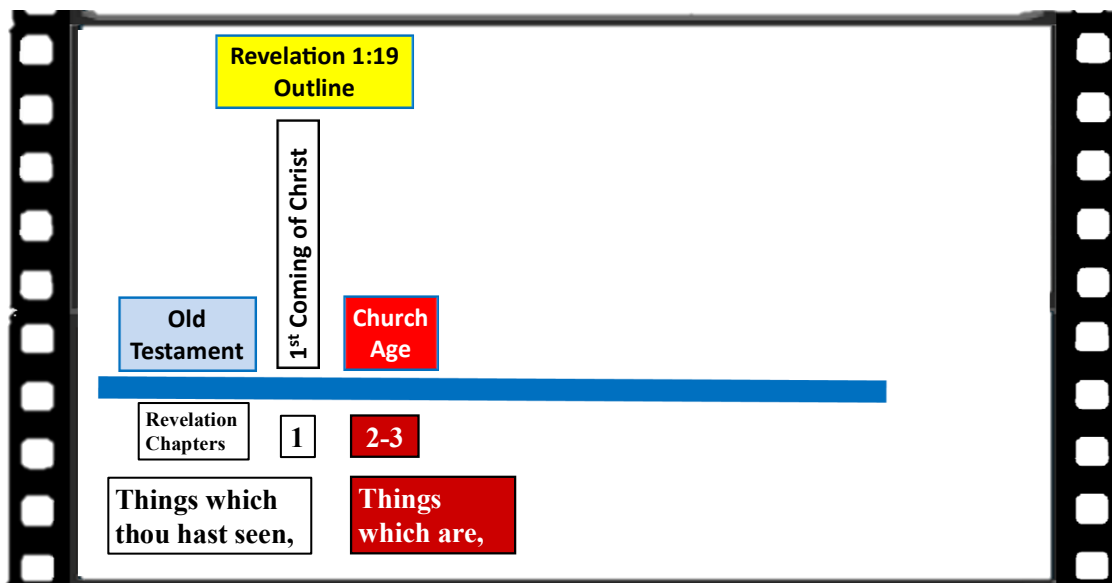 Revelation 1:19
Outline
1st Coming of Christ
Old
Testament
Church
Age
Revelation
Chapters
1
2-3
Things which
thou hast seen,
Things
which are,